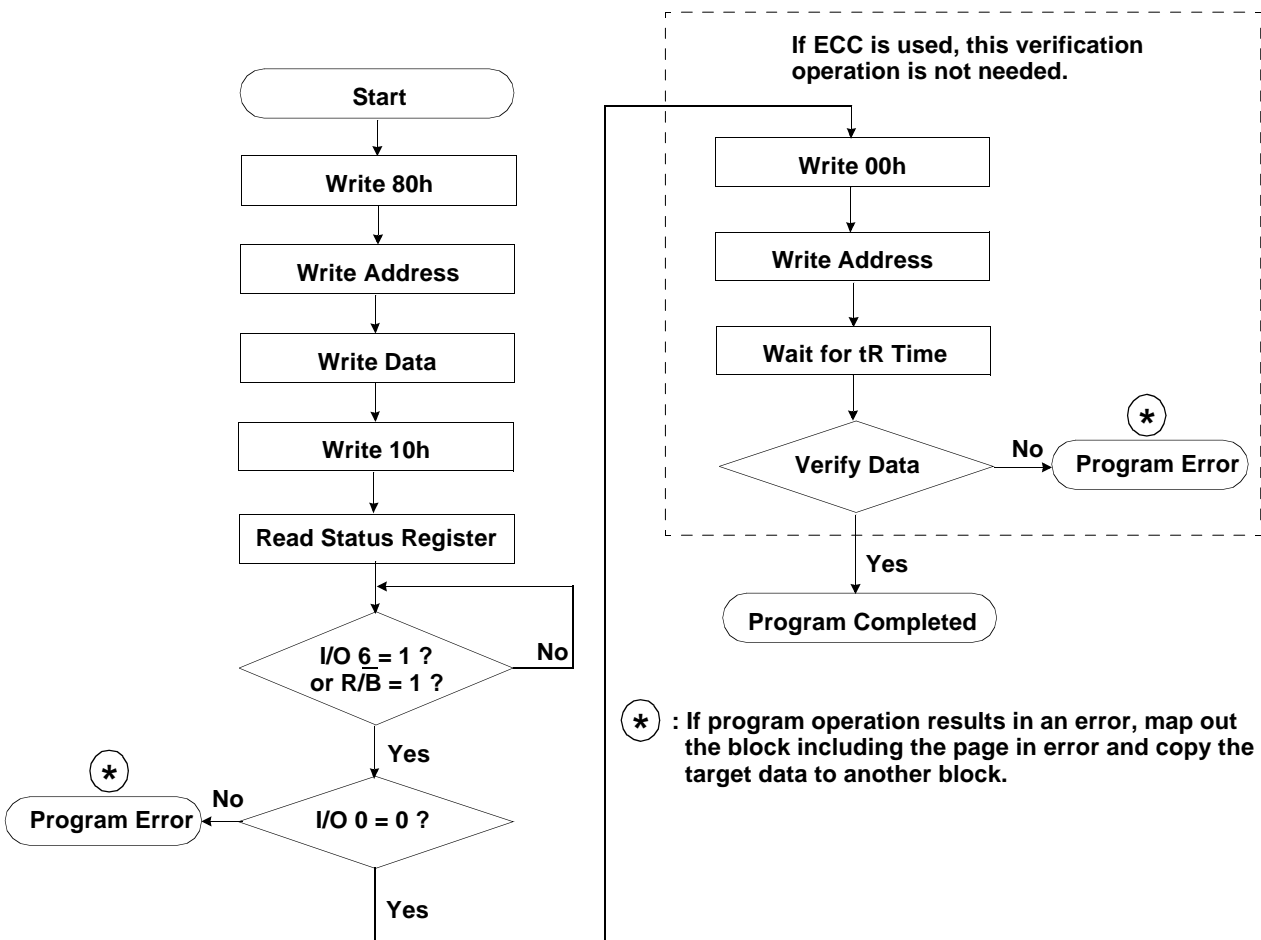 Start
Write 80h
Write Address
Write Data
Write 10h
Read Status Register
I/O 6 = 1 ?
or R/B̅ = 1 ?
No
Yes
*
Program Error
No
I/O 0 = 0 ?
Yes
If ECC is used, this verification
operation is not needed.
Write 00h
Write Address
Wait for tR Time
Verify Data
No
*
Program Error
Yes
Program Completed
* : If program operation results in an error, map out
the block including the page in error and copy the
target data to another block.